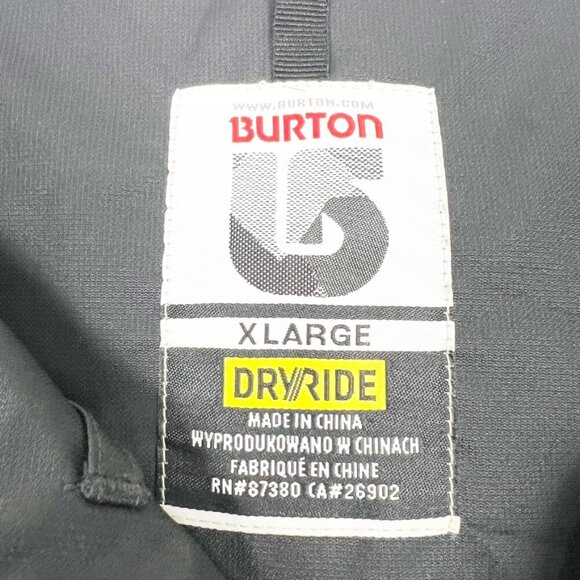 WWW.BURTON.COM
BURTON
XLARGE
DRYRIDE
MADE IN CHINA
WYPRODUKOWANO W CHINACH
FABRIQUÉ EN CHINE
RN#87380 CA#26902